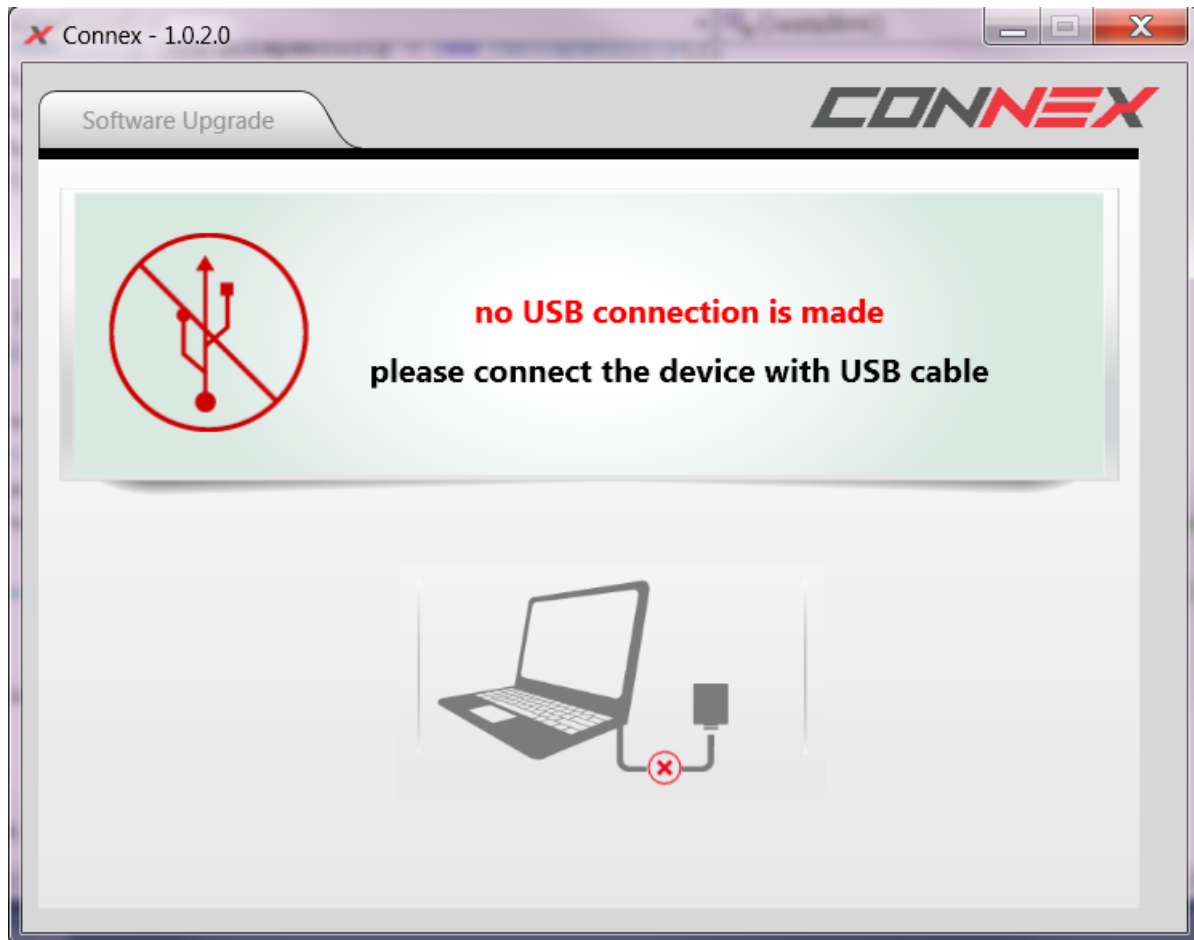 Connex - 1.0.2.0
Software Upgrade
CONNEX
no USB connection is made
please connect the device with USB cable